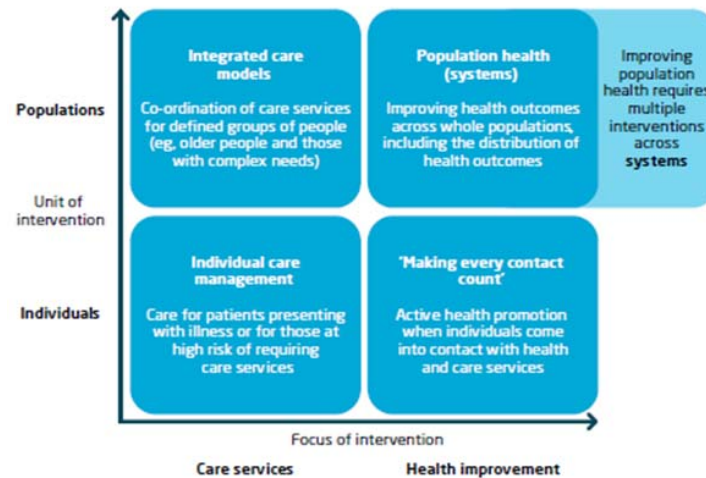 Integrated care
models
Co-ordination of care services
for defined groups of people
(eg, older people and those
with complex needs)
Population health
(systems)
Improving health outcomes
across whole populations,
including the distribution of
health outcomes
Improving
population
health requires
multiple
interventions
across
systems
Populations
Unit of
intervention
Individuals
Individual care
management
Care for patients presenting
with illness or for those at
high risk of requiring
care services
'Making every contact
count'
Active health promotion
when individuals come
into contact with health
and care services
Focus of intervention
Care services
Health improvement